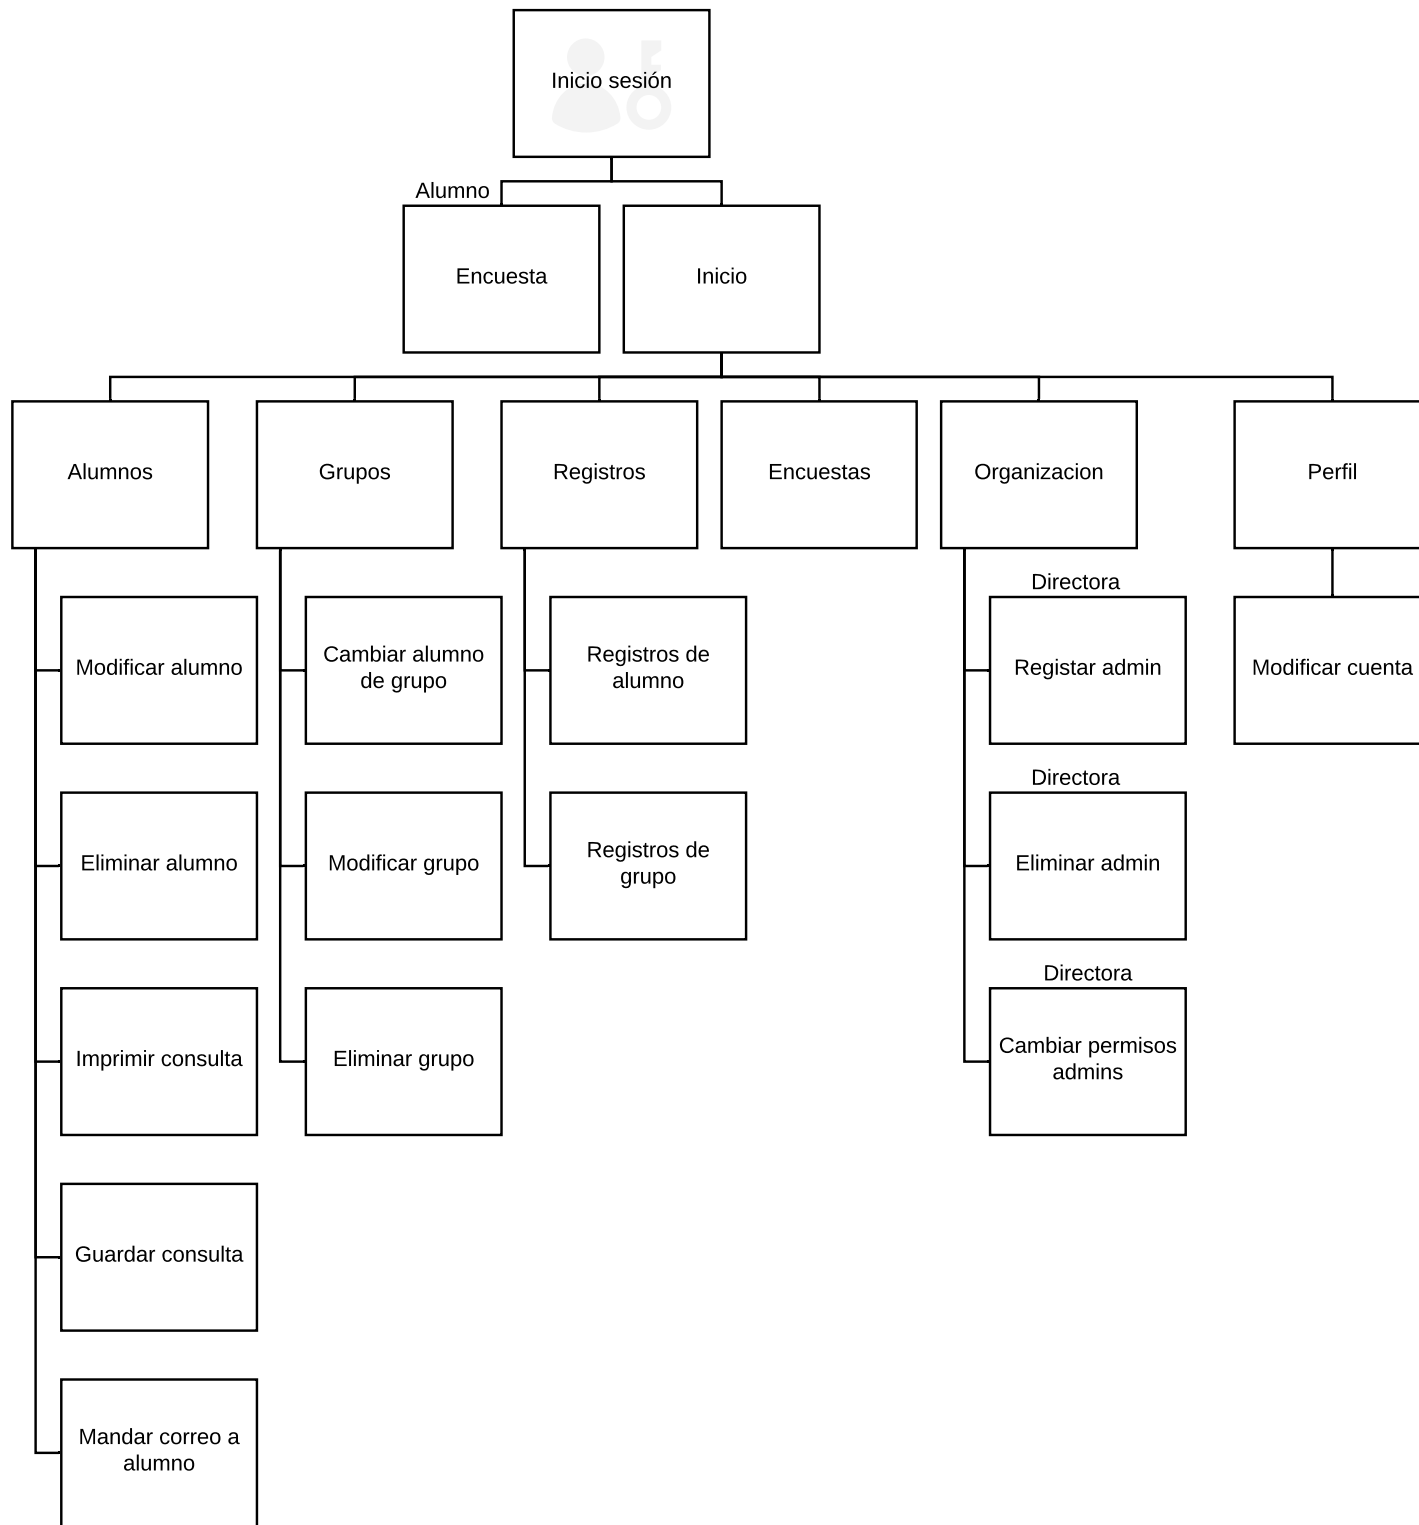 Inicio sesión
Alumno
Encuesta
Inicio
Alumnos
Grupos
Registros
Encuestas
Organizacion
Perfil
Directora
Modificar alumno
Cambiar alumno
de grupo
Registros de
alumno
Registar admin
Modificar cuenta
Directora
Eliminar alumno
Modificar grupo
Registros de
grupo
Eliminar admin
Directora
Imprimir consulta
Eliminar grupo
Cambiar permisos
admins
Guardar consulta
Mandar correo a
alumno